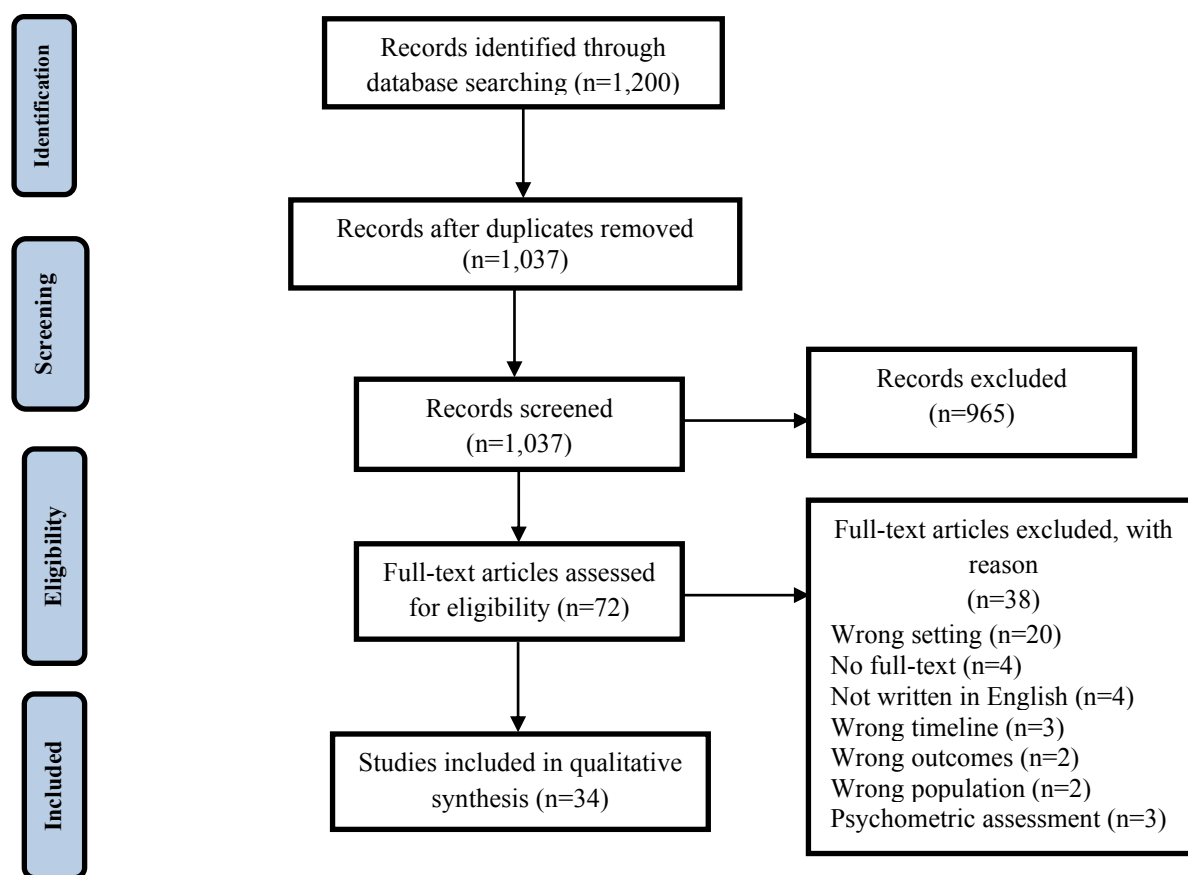 Identification
Records identified through
database searching (n=1,200)
Records after duplicates removed
(n=1,037)
Screening
Records screened
(n=1,037)
Records excluded
(n=965)
Eligibility
Full-text articles assessed
for eligibility (n=72)
Full-text articles excluded, with
reason
(n=38)
Wrong setting (n=20)
No full-text (n=4)
Not written in English (n=4)
Wrong timeline (n=3)
Wrong outcomes (n=2)
Wrong population (n=2)
Psychometric assessment (n=3)
Included
Studies included in qualitative
synthesis (n=34)